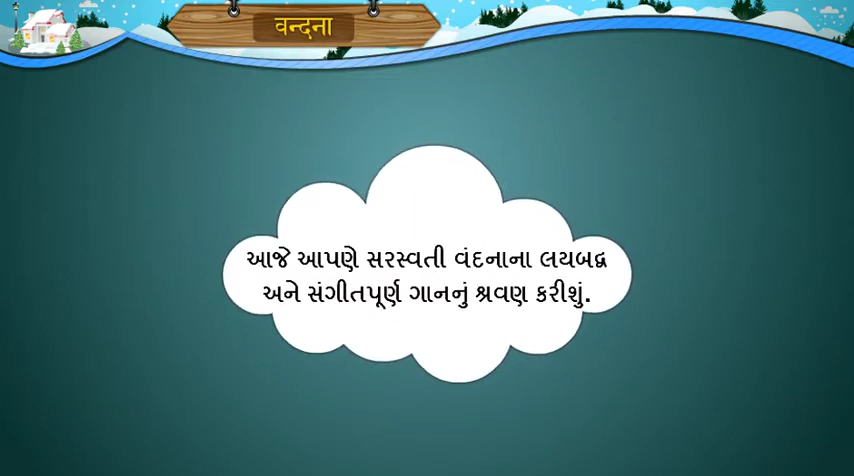 वन्दना
આજે આપણે સરસ્વતી વંદનાના લયબદ્ધ
અને સંગીતપૂર્ણ ગાનનું શ્રવણ કરીશું.